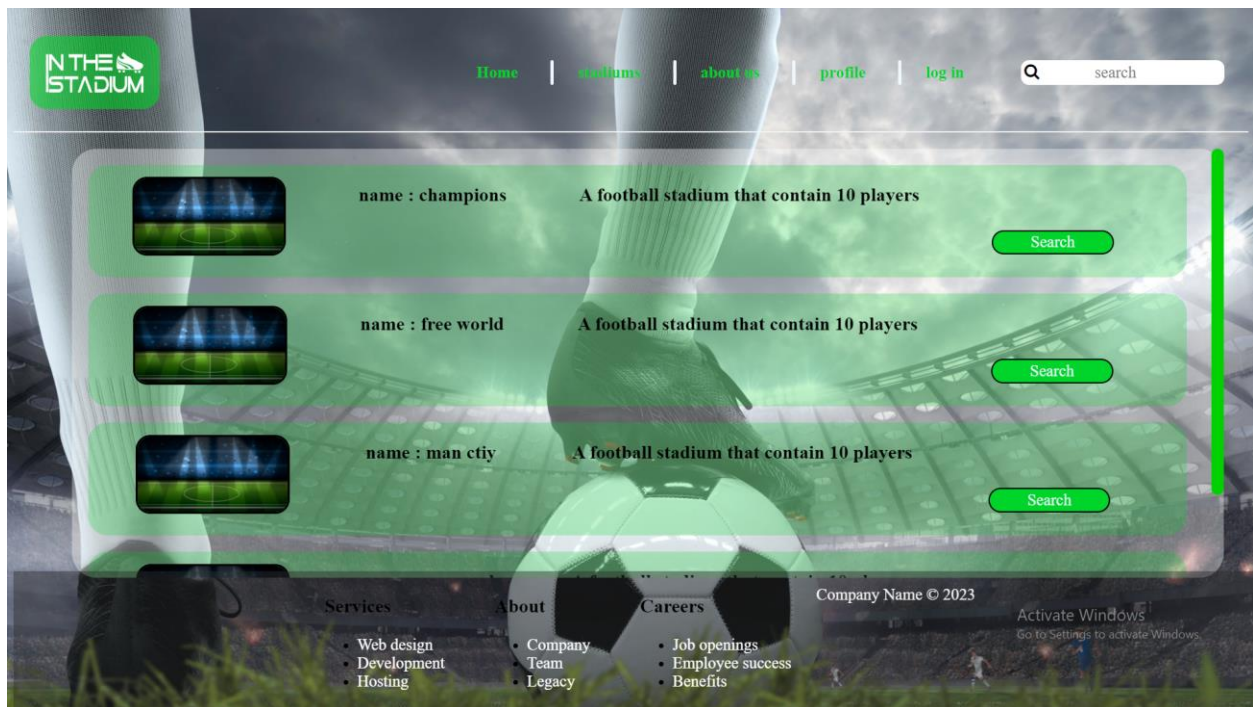 IN THE
STADIUM
Home
stadiums
about us
profile
log in
search
name : champions
A football stadium that contain 10 players
Search
name : free world
A football stadium that contain 10 players
Search
name : man ctiy
A football stadium that contain 10 players
Search
Services
Web design
Development
Hosting
About
Company
Team
Legacy
Careers
Job openings
Employee success
Benefits
Company Name © 2023
Activate Windows
Go to Settings to activate Windows.